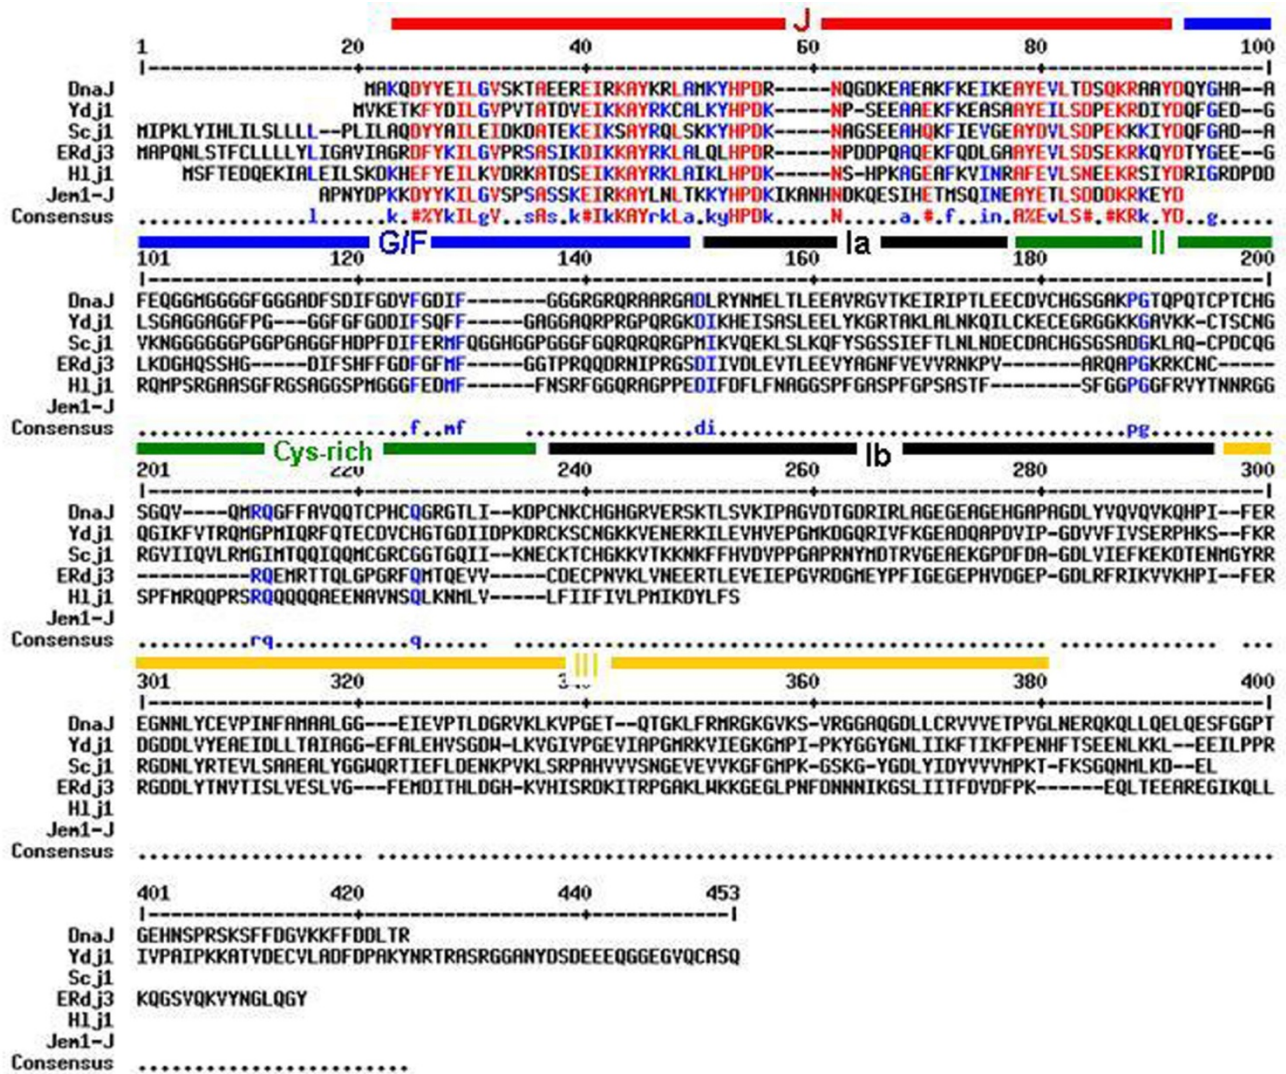 J
1 20 40 60 80 100
|--------+---------+---------+---------+---------|
DnaJ MAKQDYYEILGVSKTAEEREIRKAYKRLAMKYHPDR-----NQGDKEAEAKFKEIKEAYEVLTDSQKRAAYDQYGHA--A
Ydj1 MVKETKFYDILGVPVTATDVEIKKAYRKCALKYHPDK-----NP-SEEAAEKFKEASAAYEILSDPEKRDIYDQFGAD--A
Scj1 MIPKLYIHLILSLLLL--PLILAQDYYAILEIDKDATEKEIKSAYRQLSKKYHPDK-----NAGSEEAHQKFIEVGEAYDVLSDPEKKKIYDQFGAD--A
ERdj3 MAPQNLSTFCLLLLYLIGAVIAGRDFYKILGVPRSASIKDIKKAYRKLALQLHPDR-----NPDDPQAQEKFQDLGAAYEVLSDSEKRKQYDTYGEE--G
Hlj1 MSFTEDQEKIALEILSKDKHEFYEILKVDRKATDSEIKKAYRKLAIKLHPDK-----NS-HPKAGEAFKVINRAFEVLSNEEKRSIYDRIGRDPDD
Jem1-J APNYDPKKDYYKILGVSPSASSKEIRKAYLNLTKKYHPDKIKANHNDKQESIHETMSQINEAYETLSDDDKRKEYD
Consensus ................l......k.#%YkILgV..sAs.k#IkKAYrkLa.kyHPDk.....N.....a.#.f..in.A%EvLS#.#KRk.YD..g.....
G/F Ia II
101 120 140 160 180 200
DnaJ FEQGGMGGGGFGGGADFSDIFGDVFGDIF-------GGGRGRQRAARGADLRYNMELTLEEAVRGVTKEIRIPTLEECDVCHGSGAKPGTQPQTCPTCHG
Ydj1 LSGAGGAGGFPG---GGFGFGDDIFSQFF-------GAGGAQRPRGPQRGKDIKHEISASLEELYKGRTAKLALNKQILCKECEGRGGKKGAVKK-CTSCNG
Scj1 VKNGGGGGGPGGPGAGGFHDPFDIFERMFQGGHGGPGGGFGQRQRQRGPMIKVQEKLSLKQFYSGSSIEFTLNLNDECDACHGSGSADGKLAQ-CPDCQG
ERdj3 LKDGHQSSHG-----DIFSHFFGDFGFMF-------GGTPRQQDRNIPRGSDIIVDLEVTLEEVYAGNFVEVVRNKPV-------ARQAPGKRKCNC-----
Hlj1 RQMPSRGAASGFRGSAGGSPMGGGFEDMF------FNSRFGGQRAGPPEDIFDFLFNAGGSPFGASPFGPSASTF--------SFGGPGGFRVYTNNRGG
Jem1-J
Consensus ........................f..mf....................di....................................pg...........
Cys-rich Ib
201 220 240 260 280 300
DnaJ SGQV----QMRQGFFAVQQTCPHCQGRGTLI--KDPCNKCHGHGRVERSKTLSVKIPAGVDTGDRIRLAGEGEAGEHGAPAGDLYVQVQVKQHPI--FER
Ydj1 QGIKFVTRQMGPMIQRFQTECDVCHGTGDIIDPKDRCKSCNGKKVENERKILEVHVEPGMKDGQRIVFKGEADQAPDVIP-GDVVFIVSERPHKS--FKR
Scj1 RGVIIQVLRMGIMTQQIQQMCGRCGGTGQII--KNECKTCHGKKVTKKNKFFHVDVPPGAPRNYMDTRVGEAEKGPDFDA-GDLVIEFKEKDTENMGYRR
ERdj3 ----------RQEMRTTQLGPGRFQMTQEVV-----CDECPNVKLVNEERTLEVEIEPGVRDGMEYPFIGEGEPHVDGEP-GDLRFRIKVVKHPI--FER
Hlj1 SPFMRQQPRSRQQQQQAEENAVNSQLKNMLV-----LFIIFIVLPMIKDYLFS
Jem1-J
Consensus ..........rq............q...........................................................................
III
301 320 340 360 380 400
DnaJ EGNNLYCEVPINFAMAALGG---EIEVPTLDGRVKLKVPGET--QTGKLFRMRGKGVKS-VRGGAQGDLLCRVVVETPVGLNERQKQLLQELQESFGGPT
Ydj1 DGDDLVYEAEIDLLTAIAGG-EFALEHVSGDW-LKVGIVPGEVIAPGMRKVIEGKGMPI-PKYGGYGNLIIKFTIKFPENHFTSEENLKKL--EEILPPR
Scj1 RGDNLYRTEVLSAAEALYGGWQRTIEFLDENKPVKLSRPAHVVVSNGEVEVVKGFGMPK-GSKG-YGDLYIDYVVVMPKT-FKSGQNMLKD--EL
ERdj3 RGDDLYTNVTISLVESLVG---FEMDITHLDGH-KVHISRDKITRPGAKLWKKGEGLPNFDNNNIKGSLIITFDVDFPK------EQLTEEAREGIKQLL
Hlj1
Jem1-J
Consensus ....................................................................................................
401 420 440 453
DnaJ GEHNSPRSKSFFDGVKKFFDDLTR
Ydj1 IVPAIPKKATVDECVLADFDPAKYNRTRASRGGANYDSDEEEQGGEGVQCASQ
Scj1
ERdj3 KQGSVQKVYNGLQGY
Hlj1
Jem1-J
Consensus ........................